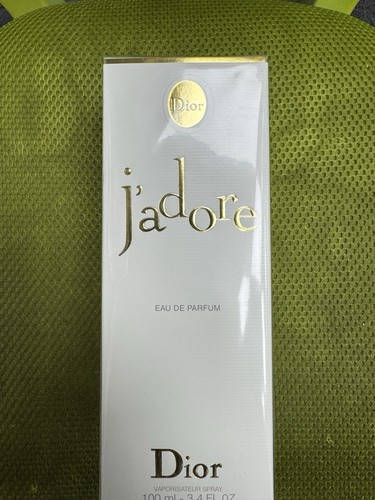 Dior
j'adore
EAU DE PARFUM
Dior
VAPORISATEUR SPRAY
100 ml - 3.4 FL.OZ